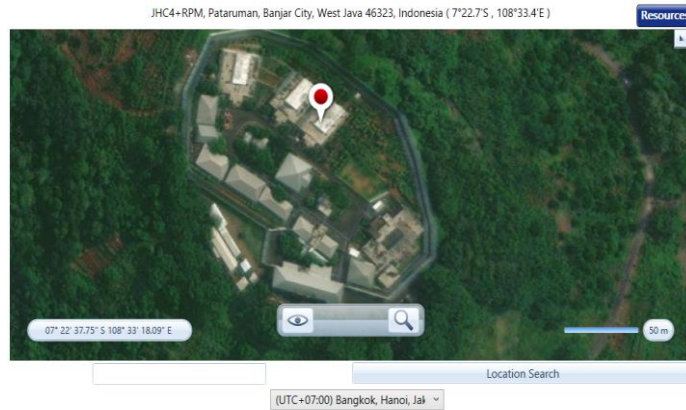 JHC4+RPM, Pataruman, Banjar City, West Java 46323, Indonesia ( 7°22.7'S , 108°33.4'E )
Resources
07° 22' 37.75" S 108° 33' 18.09" E
50 m
Location Search
(UTC+07:00) Bangkok, Hanoi, Jak